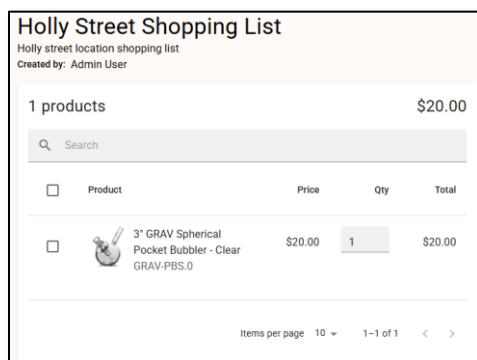 Holly Street Shopping List
Holly street location shopping list
Created by: Admin User
1 products $20.00
Search
Product Price Qty Total
3" GRAV Spherical
Pocket Bubbler - Clear
GRAV-PBS.0
$20.00 1 $20.00
Items per page 10 1–1 of 1